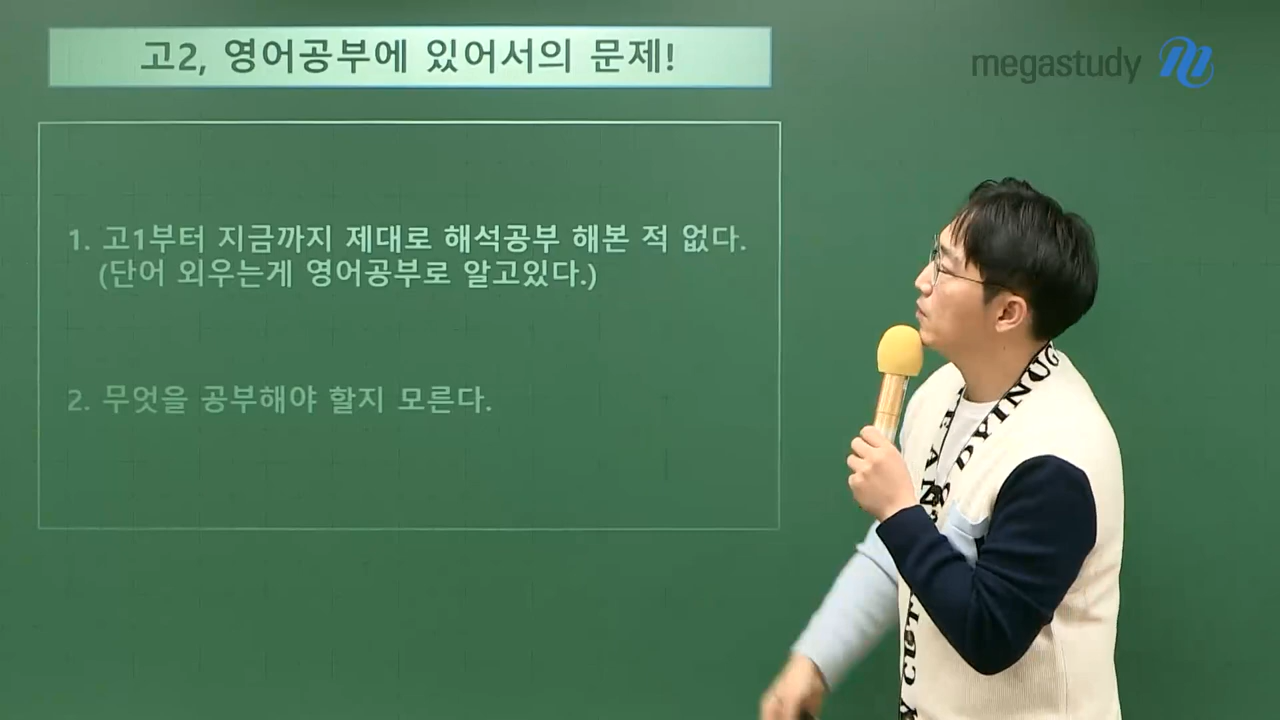 고2, 영어공부에 있어서의 문제!
megastudy
1. 고1부터 지금까지 제대로 해석공부 해본 적 없다.
(단어 외우는게 영어공부로 알고있다.)
2. 무엇을 공부해야 할지 모른다.
DYINUG